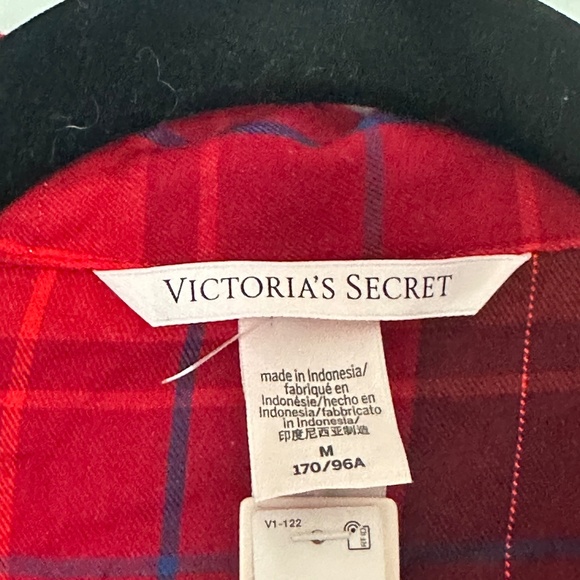 VICTORIA'S SECRET
made in Indonesia/
fabriqué en
Indonésie/hecho en
Indonesia/fabbricato
in Indonesia/
印度尼西亚制造
M
170/96A
V1-122